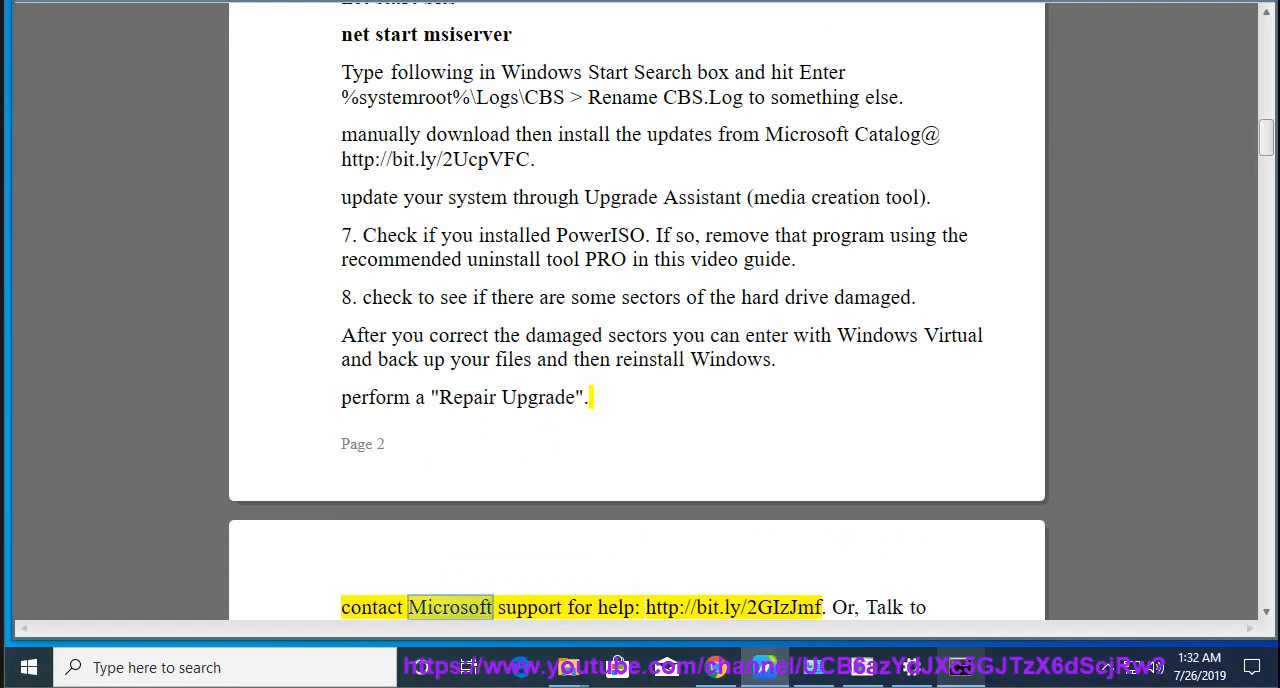 net start msiserver
Type following in Windows Start Search box and hit Enter
%systemroot%\Logs\CBS > Rename CBS.Log to something else.
manually download then install the updates from Microsoft Catalog@
http://bit.ly/2UcpVFC.
update your system through Upgrade Assistant (media creation tool).
7. Check if you installed PowerISO. If so, remove that program using the
recommended uninstall tool PRO in this video guide.
8. check to see if there are some sectors of the hard drive damaged.
After you correct the damaged sectors you can enter with Windows Virtual
and back up your files and then reinstall Windows.
perform a "Repair Upgrade".
Page 2
contact Microsoft support for help: http://bit.ly/2GIzJmf. Or, Talk to
Type here to search
1:32 AM
7/26/2019